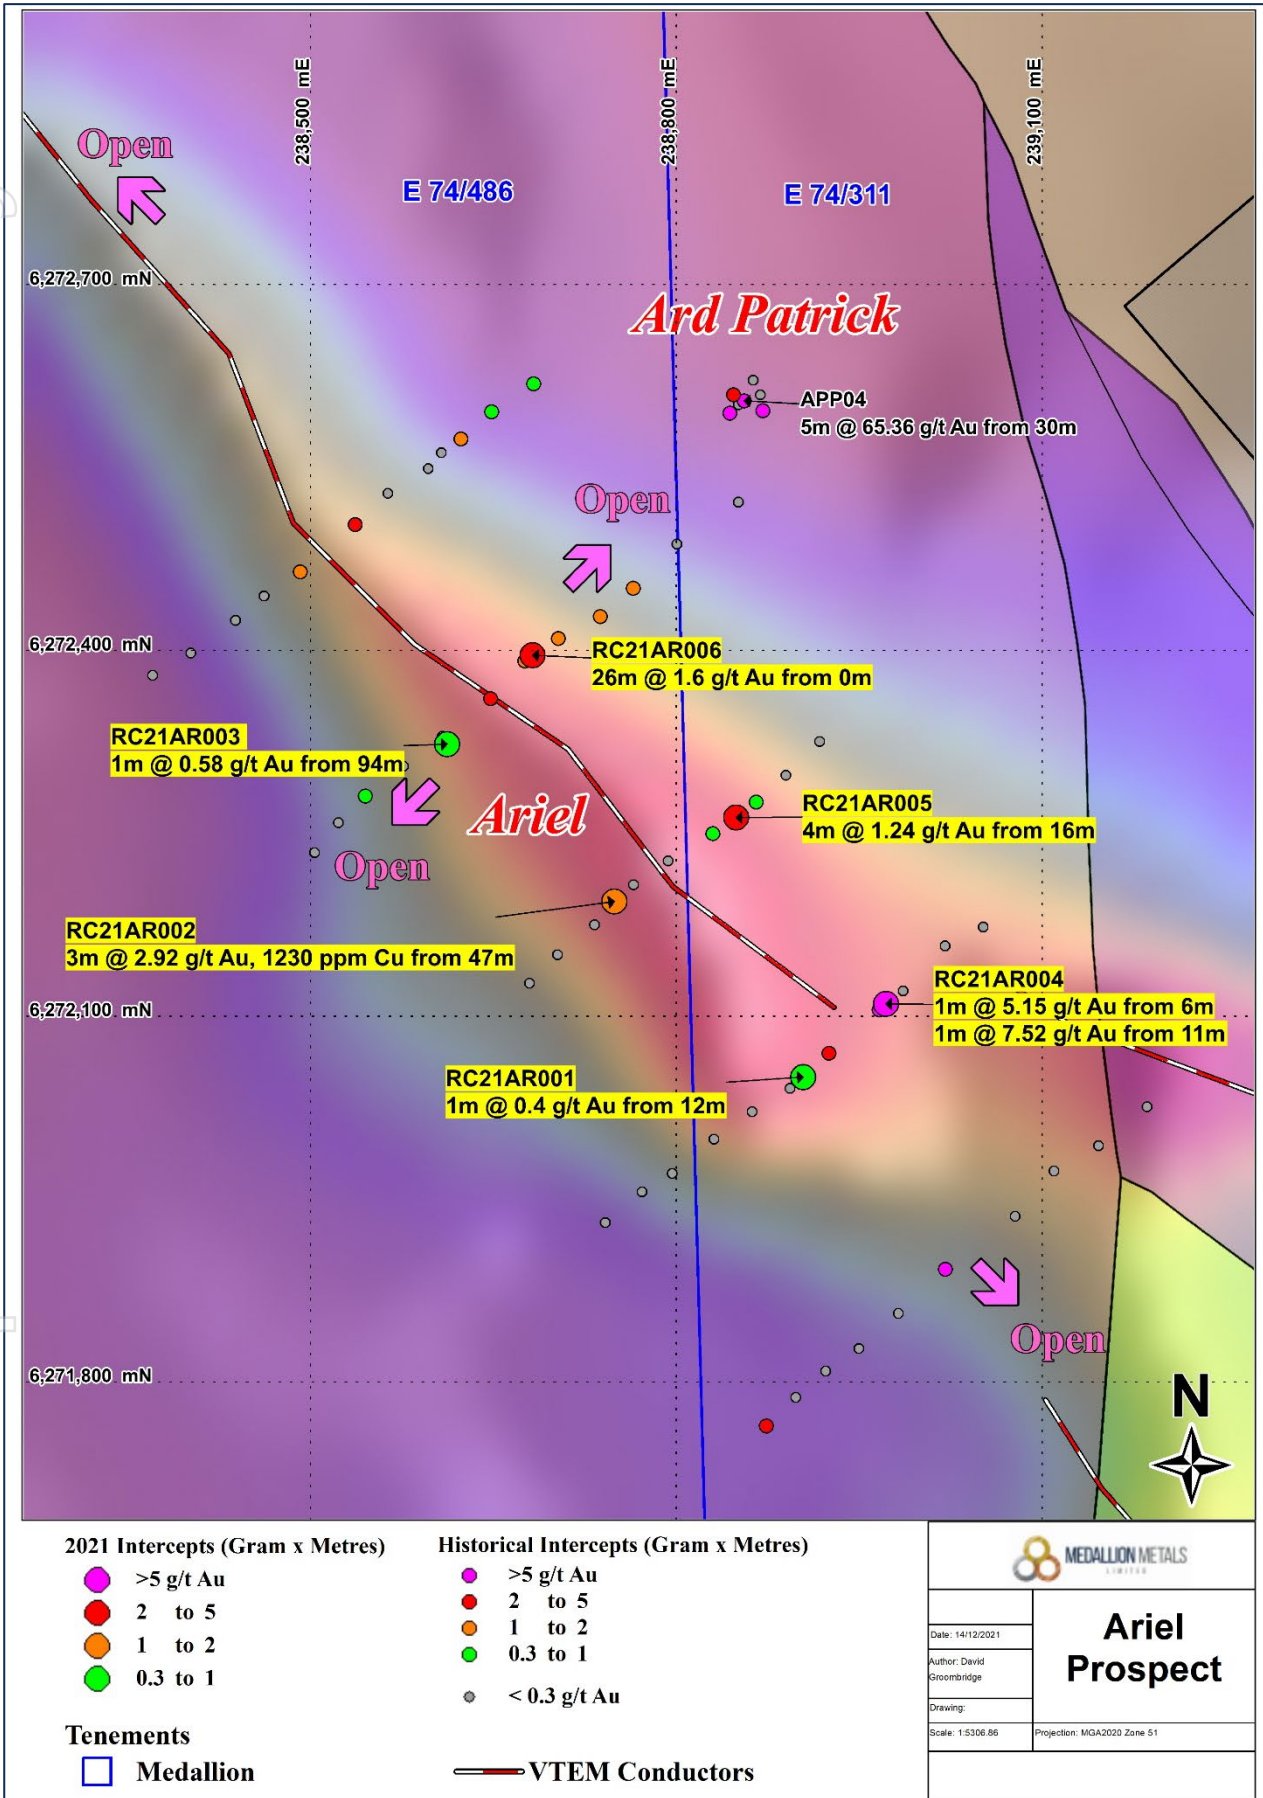 238,500 mE
238,800 mE
239,100 mE
Open
E 74/486
E 74/311
6,272,700 mN
Ard Patrick
APP04
5m @ 65.36 g/t Au from 30m
Open
6,272,400 mN
RC21AR006
26m @ 1.6 g/t Au from 0m
RC21AR003
1m @ 0.58 g/t Au from 94m
Ariel
RC21AR005
4m @ 1.24 g/t Au from 16m
Open
RC21AR002
3m @ 2.92 g/t Au, 1230 ppm Cu from 47m
6,272,100 mN
RC21AR004
1m @ 5.15 g/t Au from 6m
1m @ 7.52 g/t Au from 11m
RC21AR001
1m @ 0.4 g/t Au from 12m
Open
6,271,800 mN
N
2021 Intercepts (Gram x Metres)
>5 g/t Au
2 to 5
1 to 2
0.3 to 1
Historical Intercepts (Gram x Metres)
>5 g/t Au
2 to 5
1 to 2
0.3 to 1
< 0.3 g/t Au
Tenements
Medallion
VTEM Conductors
MEDALLION METALS
LIMITED
Date: 14/12/2021
Author: David
Groombridge
Drawing:
Scale: 1:5306.86
Ariel
Prospect
Projection: MGA2020 Zone 51